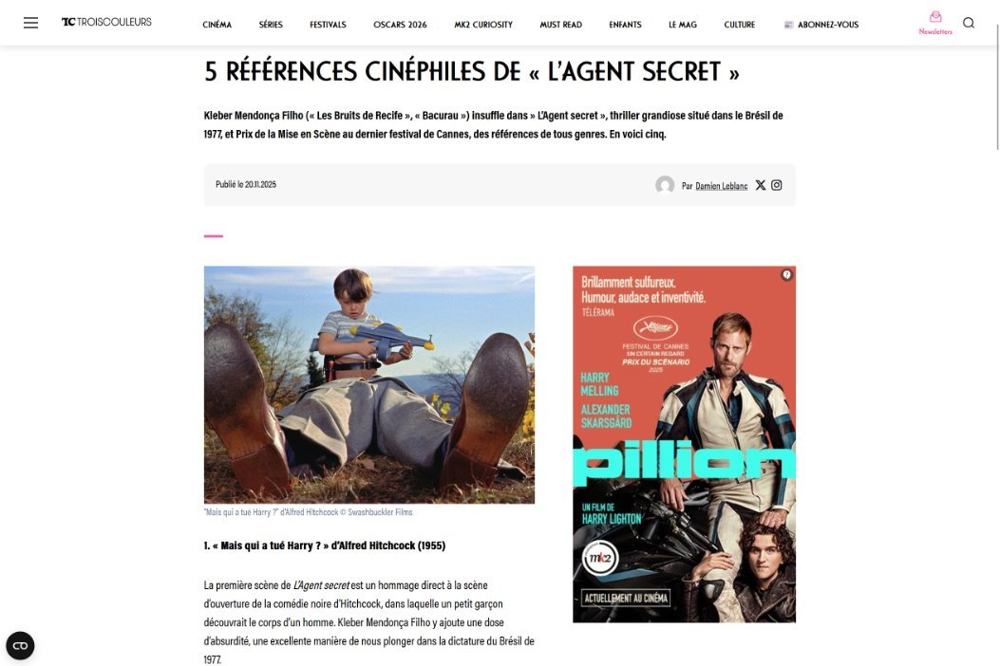 TC TROISCOULEURS
CINÉMA
SÉRIES
FESTIVALS
OSCARS 2026
MK2 CURIOSITY
MUST READ
ENFANTS
LE MAG
CULTURE
ABONNEZ-VOUS
Newsletters
5 RÉFÉRENCES CINÉPHILES DE « L'AGENT SECRET »
Kleber Mendonça Filho (« Les Bruits de Recife », « Bacurau ») insuffle dans » L'Agent secret », thriller grandiose situé dans le Brésil de
1977, et Prix de la Mise en Scène au dernier festival de Cannes, des références de tous genres. En voici cinq.
Publié le 20.11.2025
Par Damien Leblanc
"Mais qui a tué Harry ?" d'Alfred Hitchcock © Swashbuckler Films
1. « Mais qui a tué Harry ? » d'Alfred Hitchcock (1955)
La première scène de L'Agent secret est un hommage direct à la scène
d'ouverture de la comédie noire d'Hitchcock, dans laquelle un petit garçon
découvrait le corps d'un homme. Kleber Mendonça Filho y ajoute une dose
d'absurdité, une excellente manière de nous plonger dans la dictature du Brésil de
1977.
Brillamment sulfureux.
Humour, audace et inventivité.
TÉLÉRAMA
FESTIVAL DE CANNES
UN CERTAIN REGARD
PRIX DU SCÉNARIO
2025
HARRY
MELLING
ALEXANDER
SKARSGÅRD
pillion
UN FILM DE
HARRY LIGHTON
mk2
ACTUELLEMENT AU CINÉMA